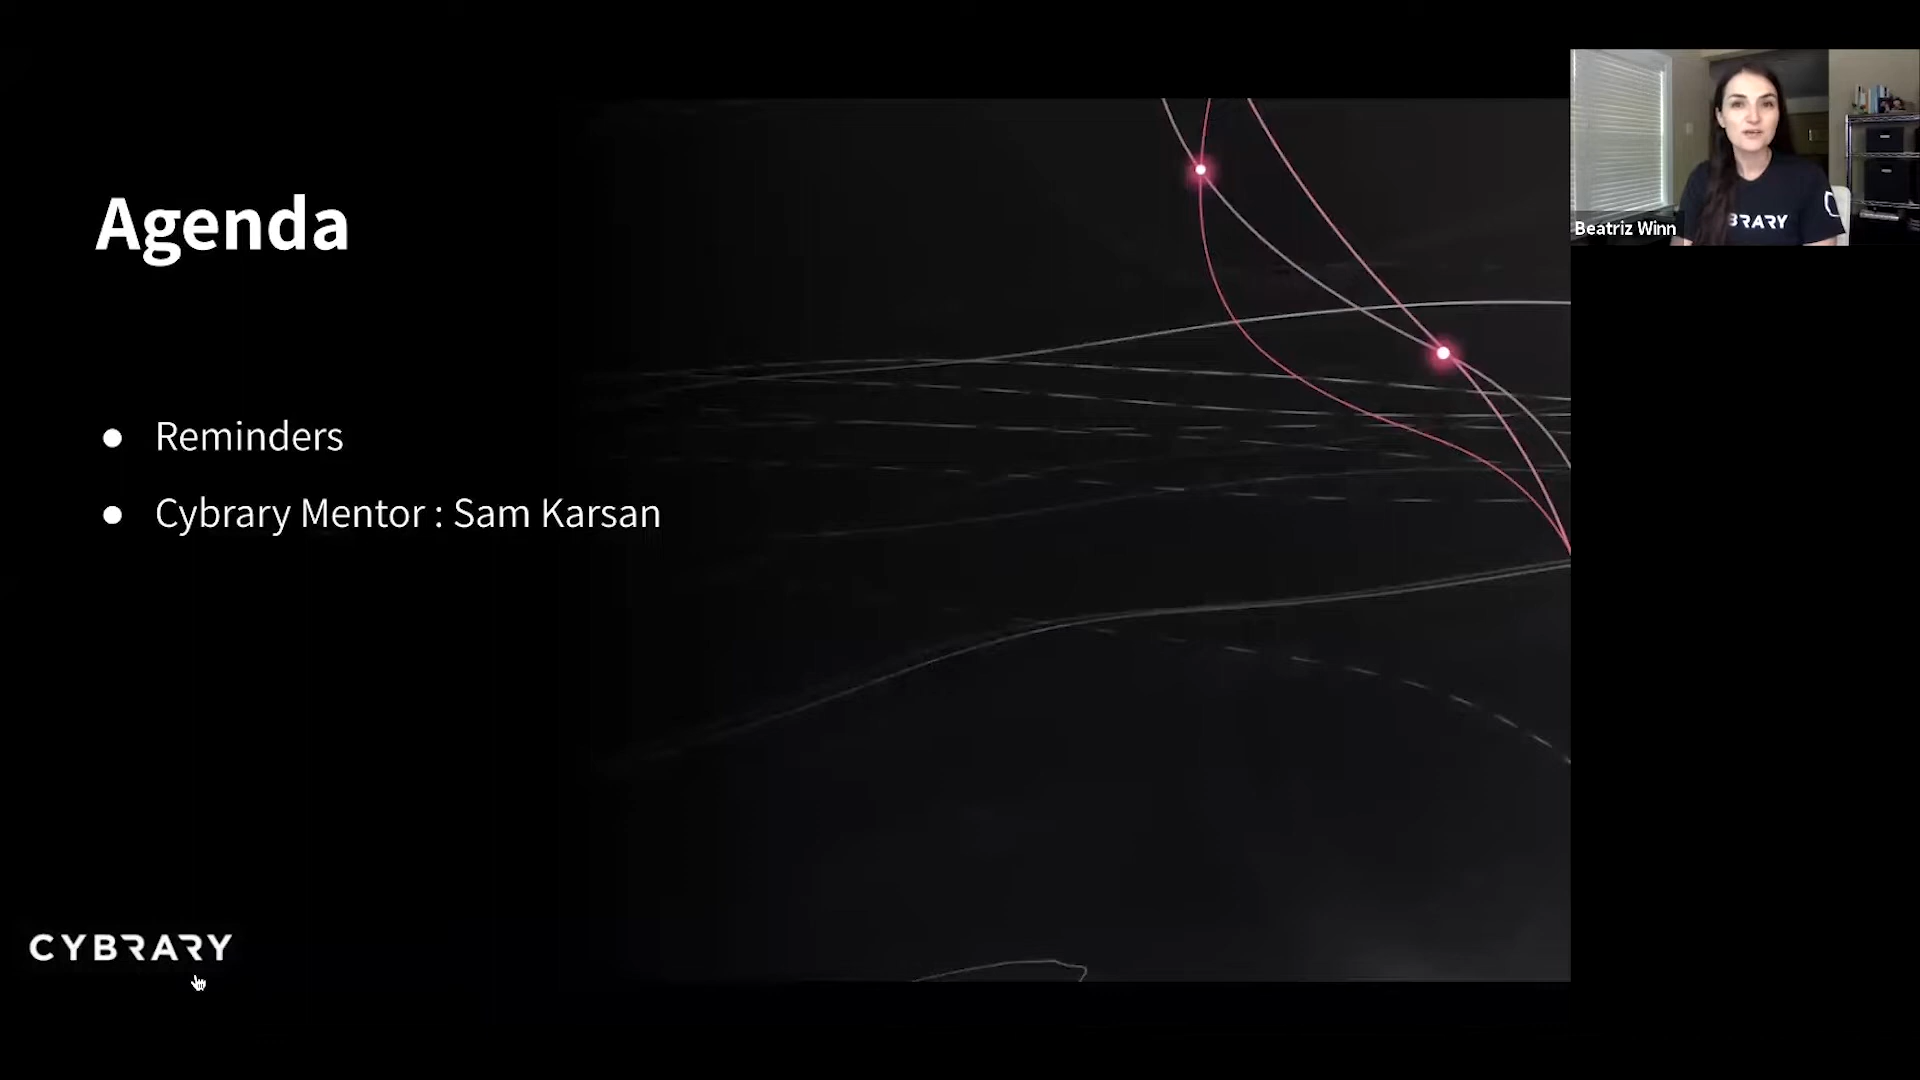 Agenda
● Reminders
● Cybrary Mentor : Sam Karsan
CYBRARY
Beatriz Winn
BRARY